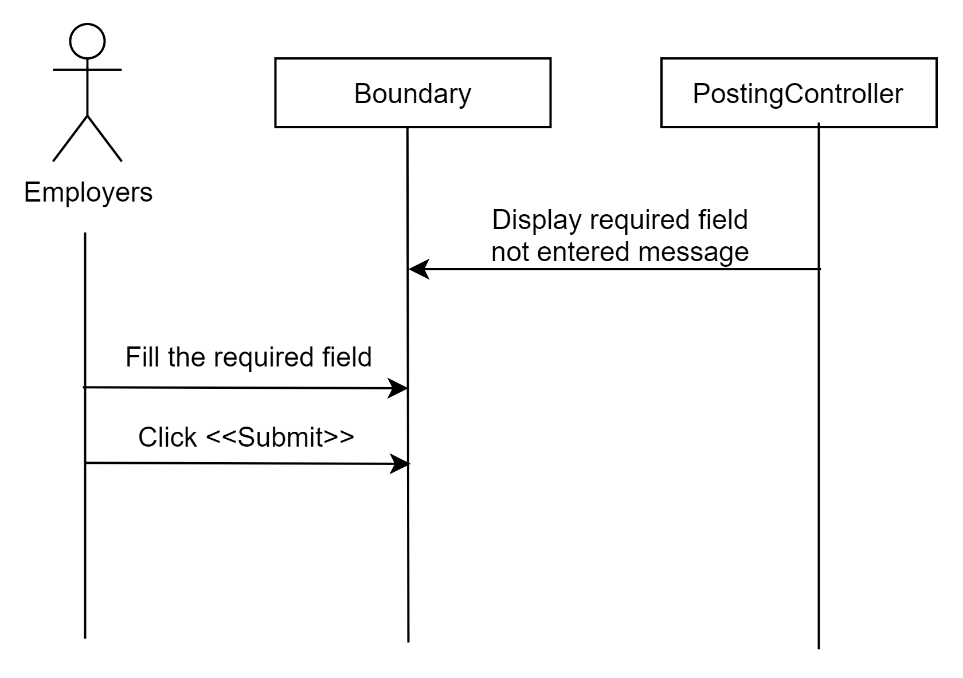 Boundary
PostingController
Employers
Display required field
not entered message
Fill the required field
Click <<Submit>>